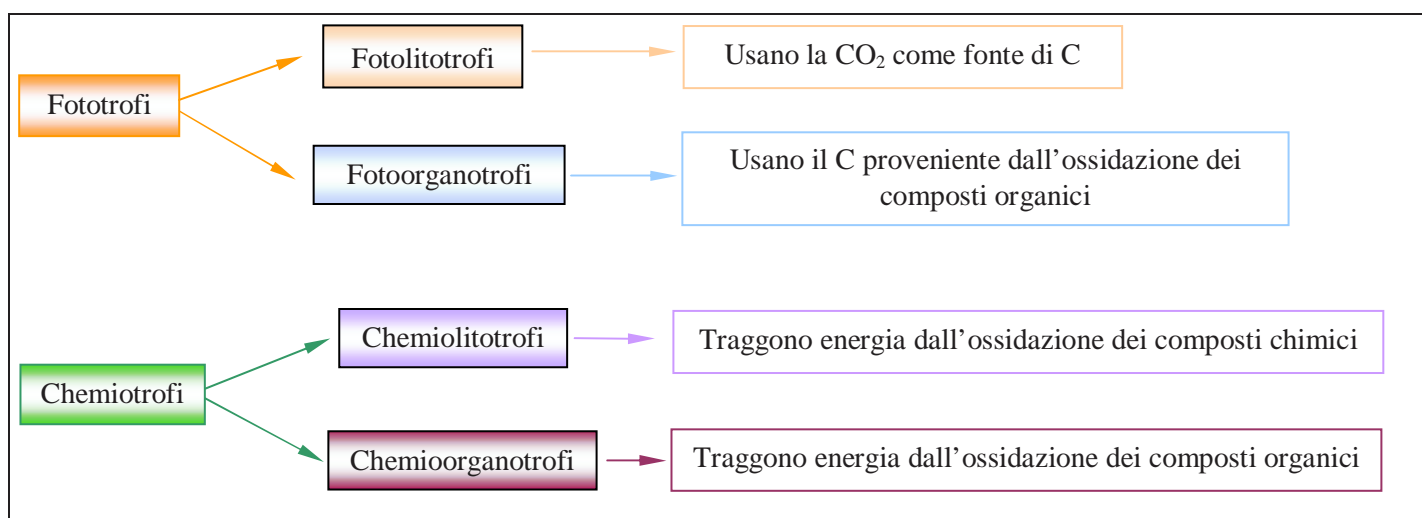 Fototrofi
Fotolitotrofi
Usano la CO₂ come fonte di C
Fotoorganotrofi
Usano il C proveniente dall'ossidazione dei
composti organici
Chemiotrofi
Chemiolitotrofi
Traggono energia dall'ossidazione dei composti chimici
Chemioorganotrofi
Traggono energia dall'ossidazione dei composti organici